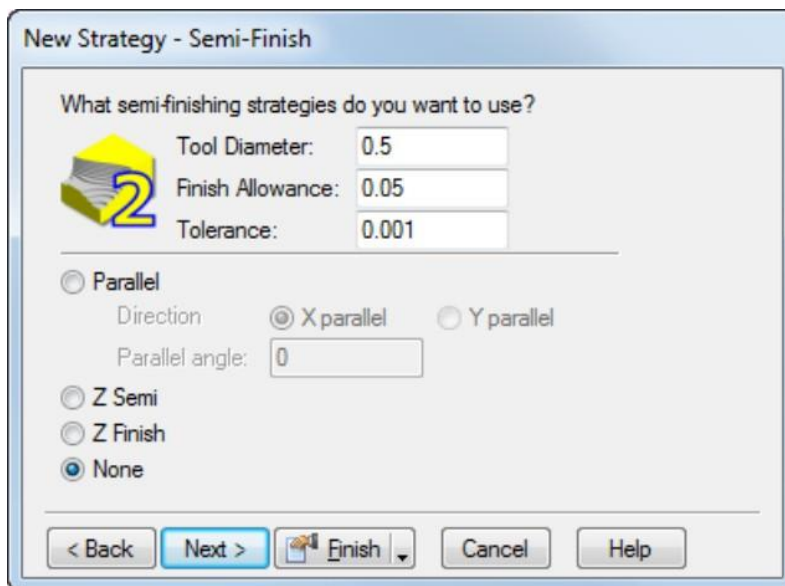 New Strategy - Semi-Finish
What semi-finishing strategies do you want to use?
2
Tool Diameter: 0.5
Finish Allowance: 0.05
Tolerance: 0.001
Parallel
Direction X parallel Y parallel
Parallel angle: 0
Z Semi
Z Finish
None
< Back Next > Finish Cancel Help